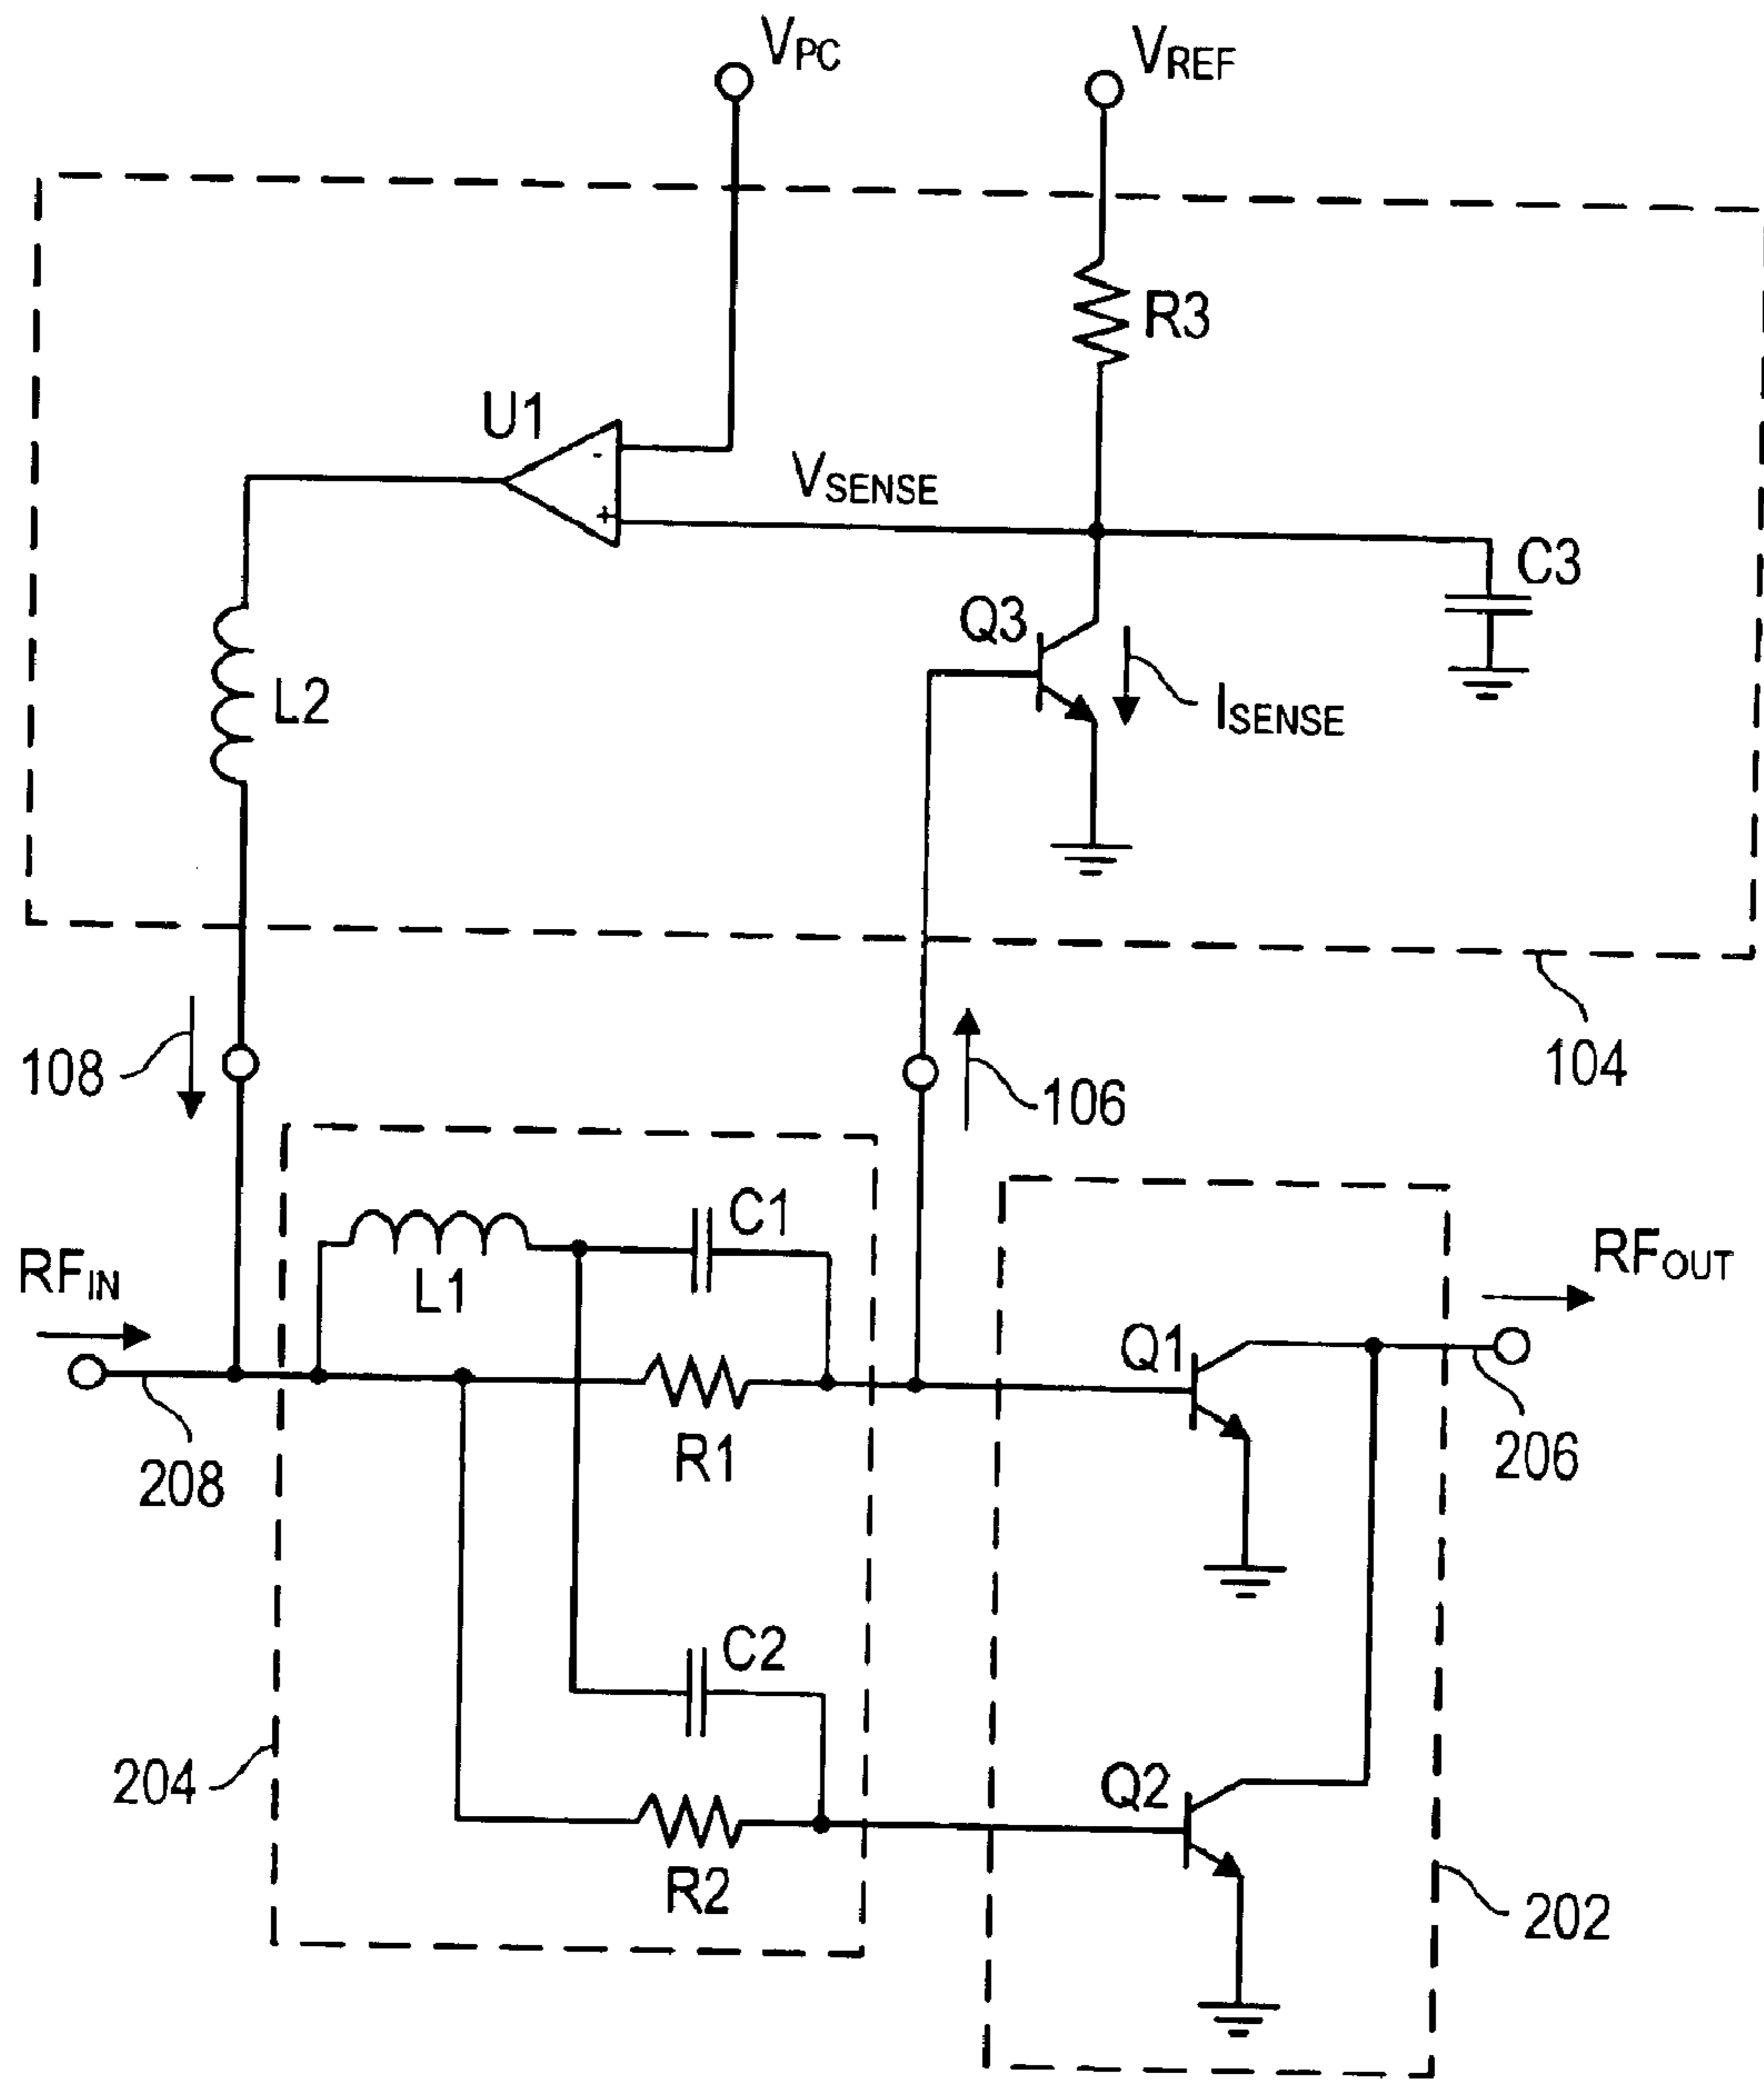 VPC
VREF
R3
U1
-
+
VSENSE
C3
Q3
ISENSE
L2
104
108
106
C1
L1
RFIN
RFOUT
Q1
R1
208
206
C2
204
Q2
R2
202